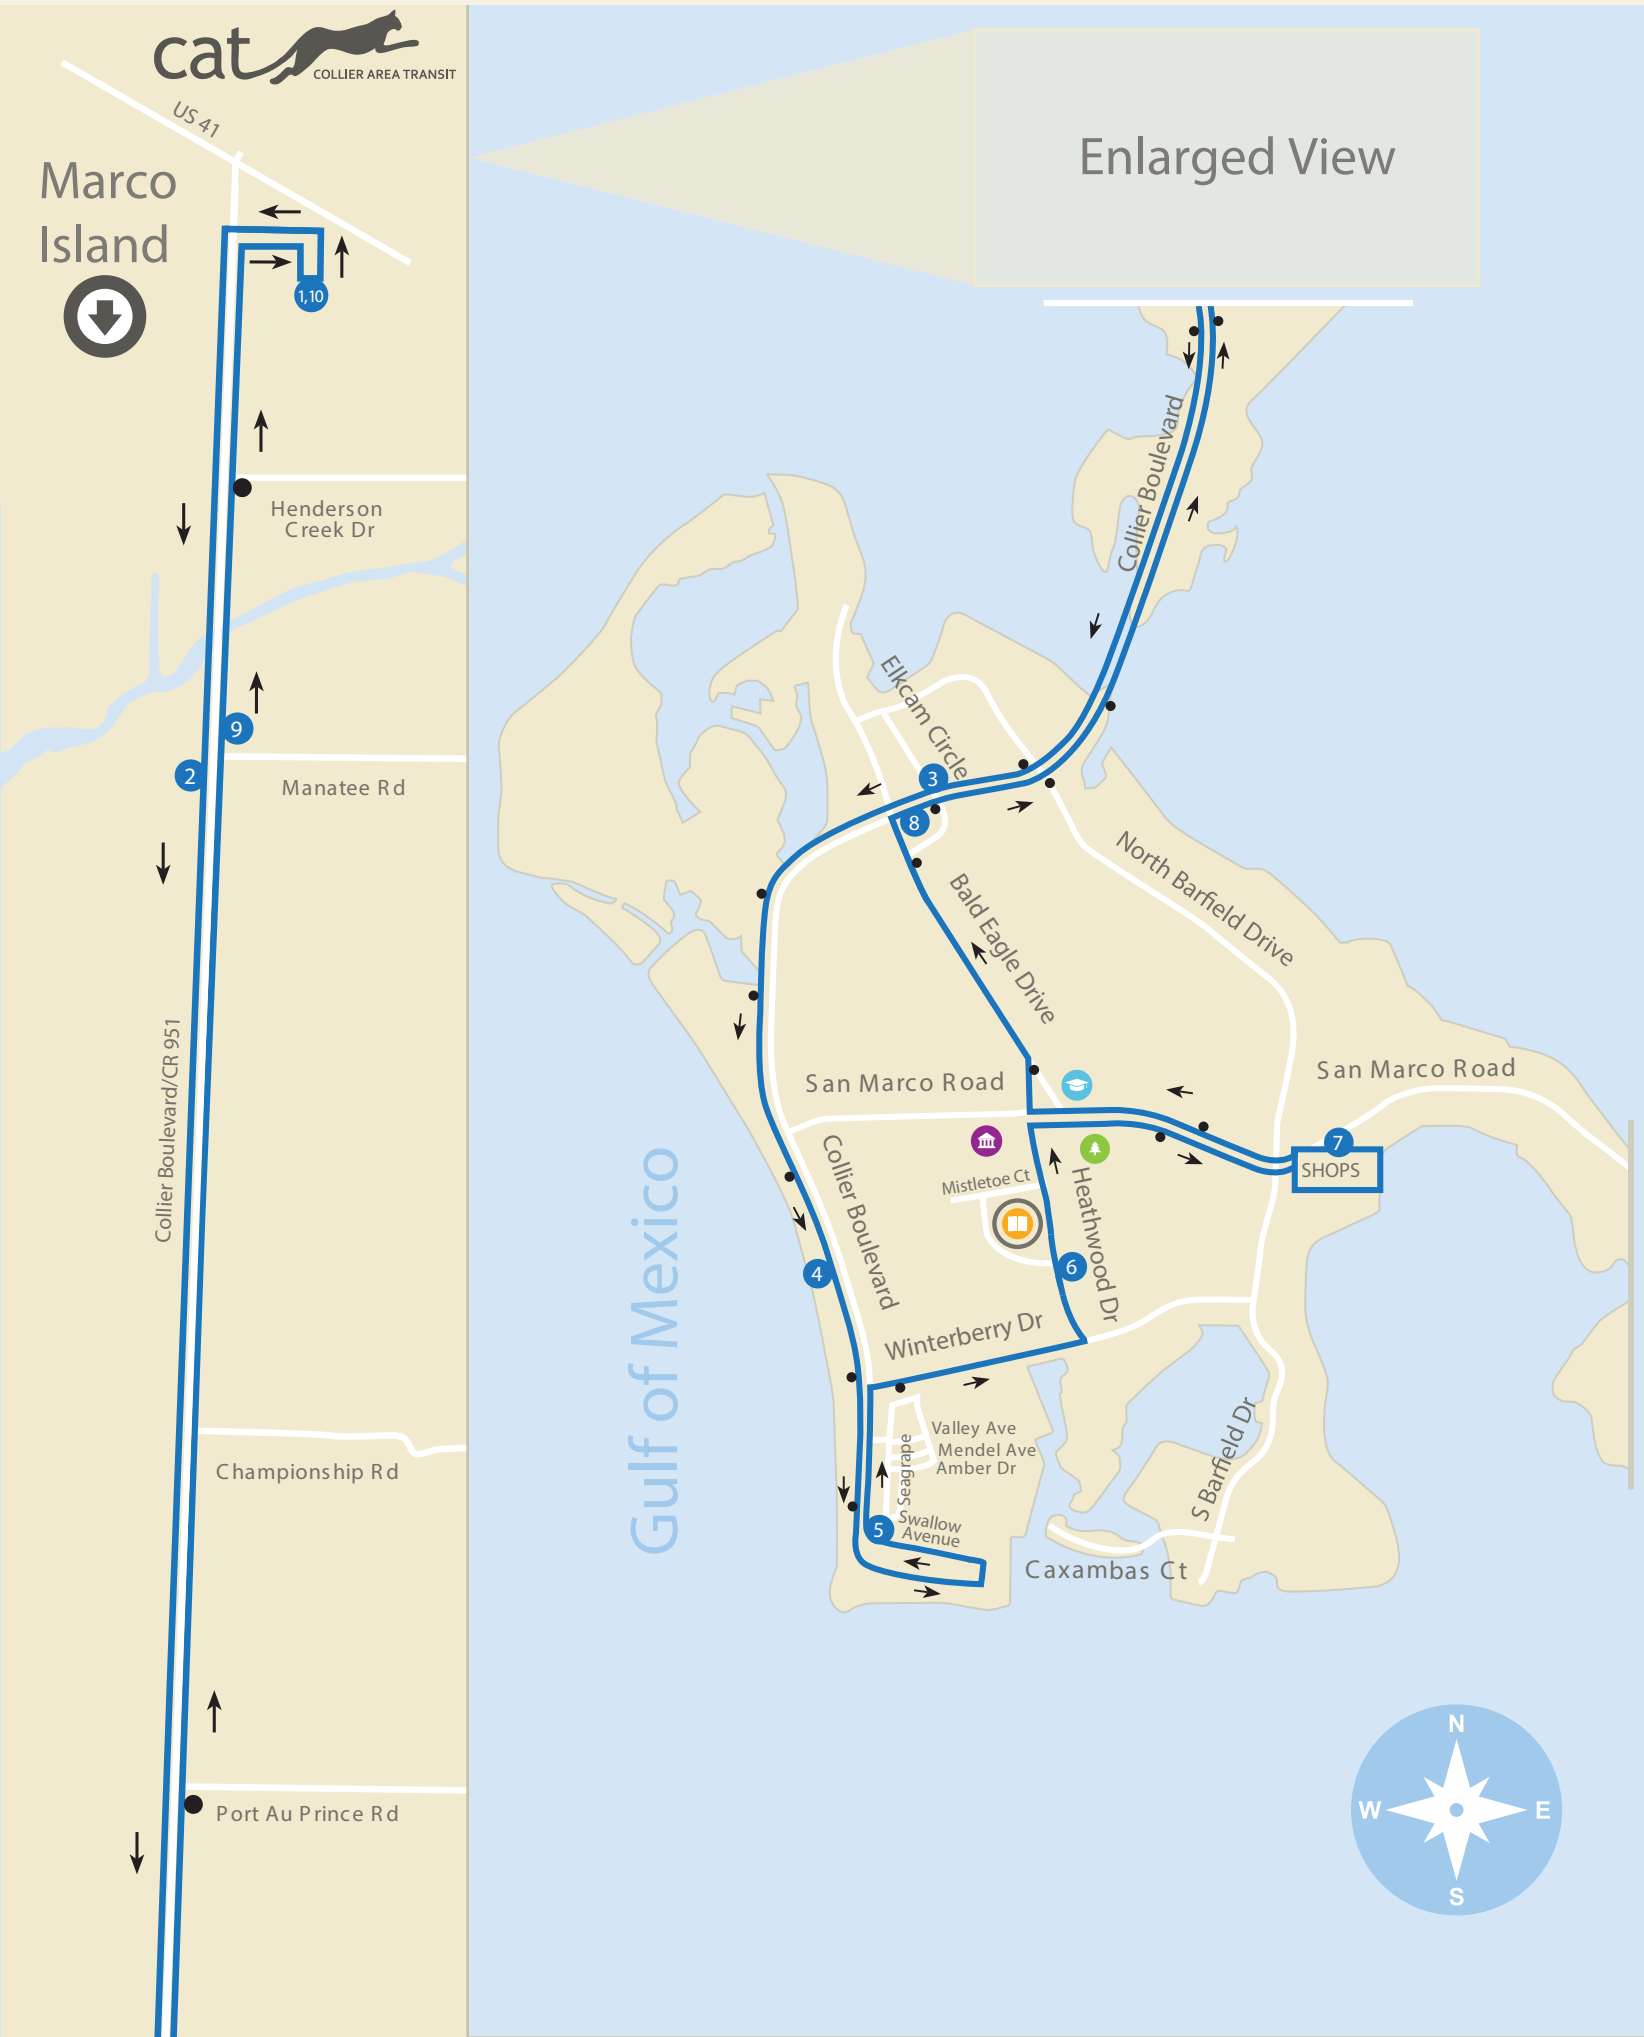 cat
COLLIER AREA TRANSIT
US 41
Marco
Island
1,10
Henderson
Creek Dr
9
2
Manatee Rd
Collier Boulevard/CR 951
Championship Rd
Port Au Prince Rd
Enlarged View
Collier Boulevard
Elkcam Circle
3
8
North Barfield Drive
Bald Eagle Drive
San Marco Road
San Marco Road
7
SHOPS
Mistletoe Ct
Heathwood Dr
Collier Boulevard
4
6
Gulf of Mexico
Winterberry Dr
Valley Ave
Mendel Ave
Amber Dr
Seagrape
S Barfield Dr
5
Swallow
Avenue
Caxambas Ct
N
W
E
S